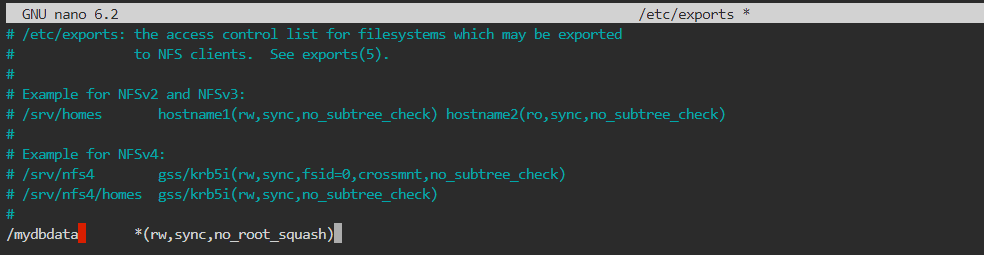 GNU nano 6.2 /etc/exports *
# /etc/exports: the access control list for filesystems which may be exported
#               to NFS clients.  See exports(5).
#
# Example for NFSv2 and NFSv3:
# /srv/homes       hostname1(rw,sync,no_subtree_check) hostname2(ro,sync,no_subtree_check)
#
# Example for NFSv4:
# /srv/nfs4        gss/krb5i(rw,sync,fsid=0,crossmnt,no_subtree_check)
# /srv/nfs4/homes  gss/krb5i(rw,sync,no_subtree_check)
#
/mydbdata       *(rw,sync,no_root_squash)